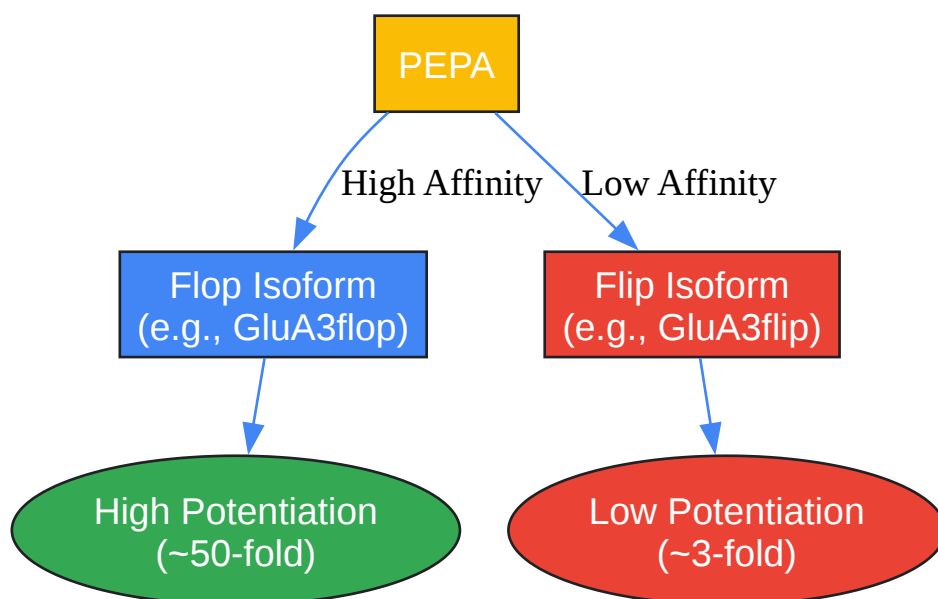 PEPA
High Affinity
Low Affinity
Flop Isoform
(e.g., GluA3flop)
Flip Isoform
(e.g., GluA3flip)
High Potentiation
(~50-fold)
Low Potentiation
(~3-fold)